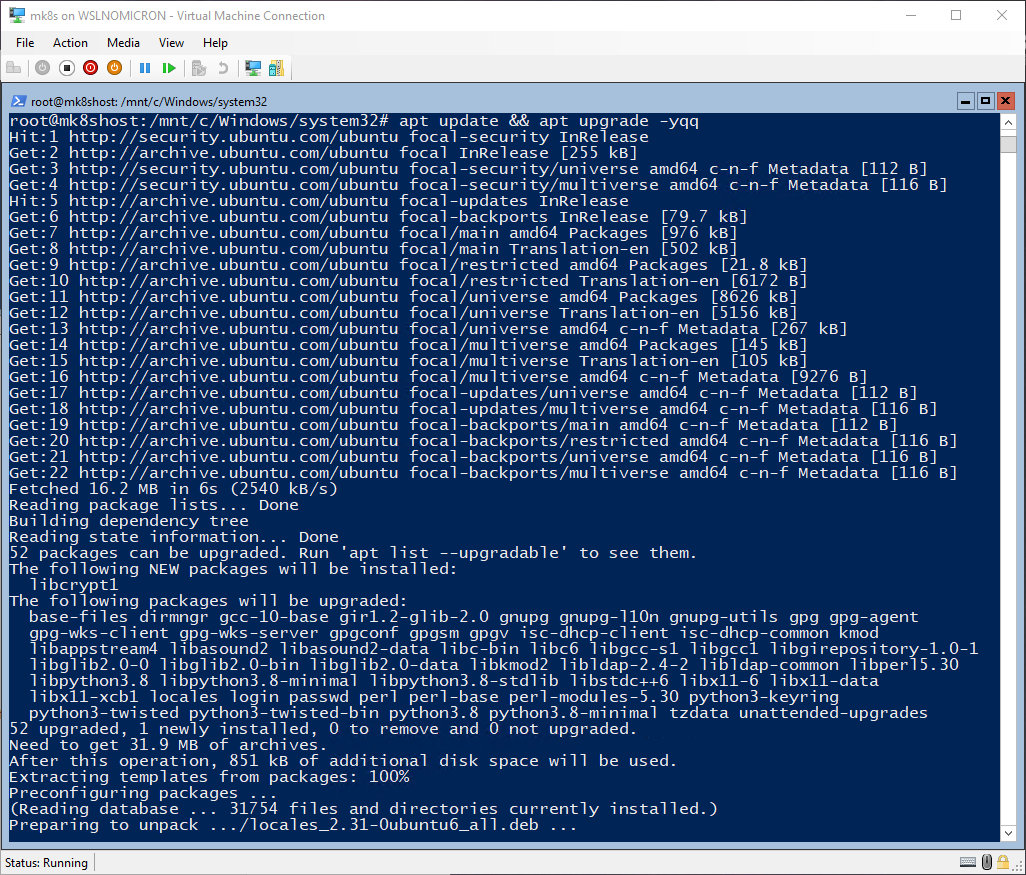 mk8s on WSLNOMICRON - Virtual Machine Connection
File Action Media View Help
root@mk8shost: /mnt/c/Windows/system32
root@mk8shost:/mnt/c/Windows/system32# apt update && apt upgrade -yqq
Hit:1 http://security.ubuntu.com/ubuntu focal-security InRelease
Get:2 http://archive.ubuntu.com/ubuntu focal InRelease [255 kB]
Get:3 http://security.ubuntu.com/ubuntu focal-security/universe amd64 c-n-f Metadata [112 B]
Get:4 http://security.ubuntu.com/ubuntu focal-security/multiverse amd64 c-n-f Metadata [116 B]
Hit:5 http://archive.ubuntu.com/ubuntu focal-updates InRelease
Get:6 http://archive.ubuntu.com/ubuntu focal-backports InRelease [79.7 kB]
Get:7 http://archive.ubuntu.com/ubuntu focal/main amd64 Packages [976 kB]
Get:8 http://archive.ubuntu.com/ubuntu focal/main Translation-en [502 kB]
Get:9 http://archive.ubuntu.com/ubuntu focal/restricted amd64 Packages [21.8 kB]
Get:10 http://archive.ubuntu.com/ubuntu focal/restricted Translation-en [6172 B]
Get:11 http://archive.ubuntu.com/ubuntu focal/universe amd64 Packages [8626 kB]
Get:12 http://archive.ubuntu.com/ubuntu focal/universe Translation-en [5156 kB]
Get:13 http://archive.ubuntu.com/ubuntu focal/universe amd64 c-n-f Metadata [267 kB]
Get:14 http://archive.ubuntu.com/ubuntu focal/multiverse amd64 Packages [145 kB]
Get:15 http://archive.ubuntu.com/ubuntu focal/multiverse Translation-en [105 kB]
Get:16 http://archive.ubuntu.com/ubuntu focal/multiverse amd64 c-n-f Metadata [9276 B]
Get:17 http://archive.ubuntu.com/ubuntu focal-updates/universe amd64 c-n-f Metadata [112 B]
Get:18 http://archive.ubuntu.com/ubuntu focal-updates/multiverse amd64 c-n-f Metadata [116 B]
Get:19 http://archive.ubuntu.com/ubuntu focal-backports/main amd64 c-n-f Metadata [112 B]
Get:20 http://archive.ubuntu.com/ubuntu focal-backports/restricted amd64 c-n-f Metadata [116 B]
Get:21 http://archive.ubuntu.com/ubuntu focal-backports/universe amd64 c-n-f Metadata [116 B]
Get:22 http://archive.ubuntu.com/ubuntu focal-backports/multiverse amd64 c-n-f Metadata [116 B]
Fetched 16.2 MB in 6s (2540 kB/s)
Reading package lists... Done
Building dependency tree
Reading state information... Done
52 packages can be upgraded. Run 'apt list --upgradable' to see them.
The following NEW packages will be installed:
libcrypt1
The following packages will be upgraded:
base-files dirmngr gcc-10-base gir1.2-glib-2.0 gnupg gnupg-l10n gnupg-utils gpg gpg-agent
gpg-wks-client gpg-wks-server gpgconf gpgsm gpgv isc-dhcp-client isc-dhcp-common kmod
libappstream4 libasound2 libasound2-data libc-bin libc6 libgcc-s1 libgcc1 libgirepository-1.0-1
libglib2.0-0 libglib2.0-bin libglib2.0-data libkmod2 libldap-2.4-2 libldap-common libperl5.30
libpython3.8 libpython3.8-minimal libpython3.8-stdlib libstdc++6 libx11-6 libx11-data
libx11-xcb1 locales login passwd perl perl-base perl-modules-5.30 python3-keyring
python3-twisted python3-twisted-bin python3.8 python3.8-minimal tzdata unattended-upgrades
52 upgraded, 1 newly installed, 0 to remove and 0 not upgraded.
Need to get 31.9 MB of archives.
After this operation, 851 kB of additional disk space will be used.
Extracting templates from packages: 100%
Preconfiguring packages ...
(Reading database ... 31754 files and directories currently installed.)
Preparing to unpack .../locales_2.31-0ubuntu6_all.deb ...
Status: Running